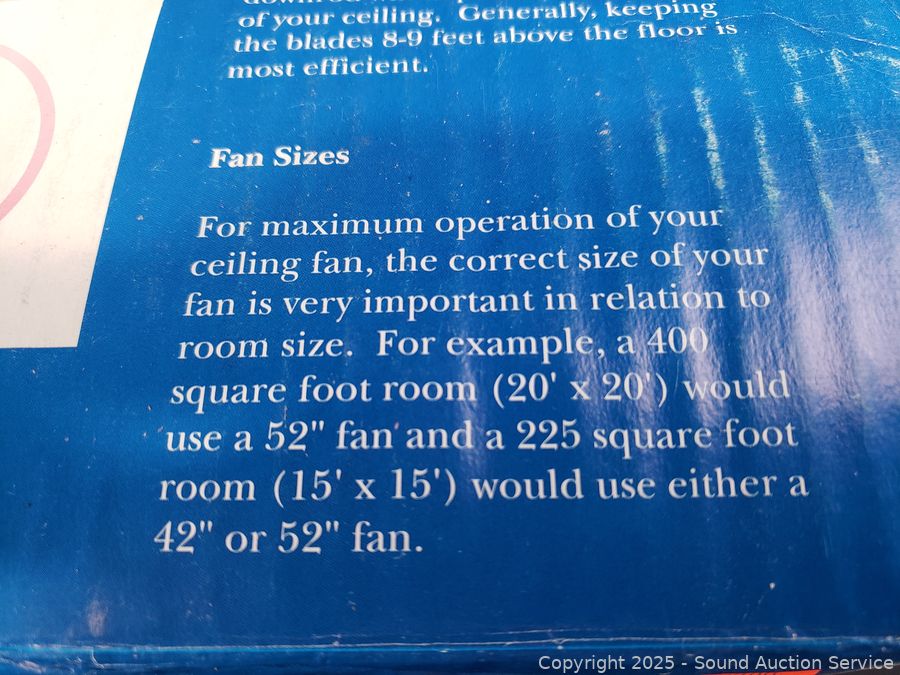 of your ceiling. Generally, keeping
the blades 8-9 feet above the floor is
most efficient.
Fan Sizes
For maximum operation of your
ceiling fan, the correct size of your
fan is very important in relation to
room size. For example, a 400
square foot room (20' x 20') would
use a 52" fan and a 225 square foot
room (15' x 15') would use either a
42" or 52" fan.
Copyright 2025 - Sound Auction Service